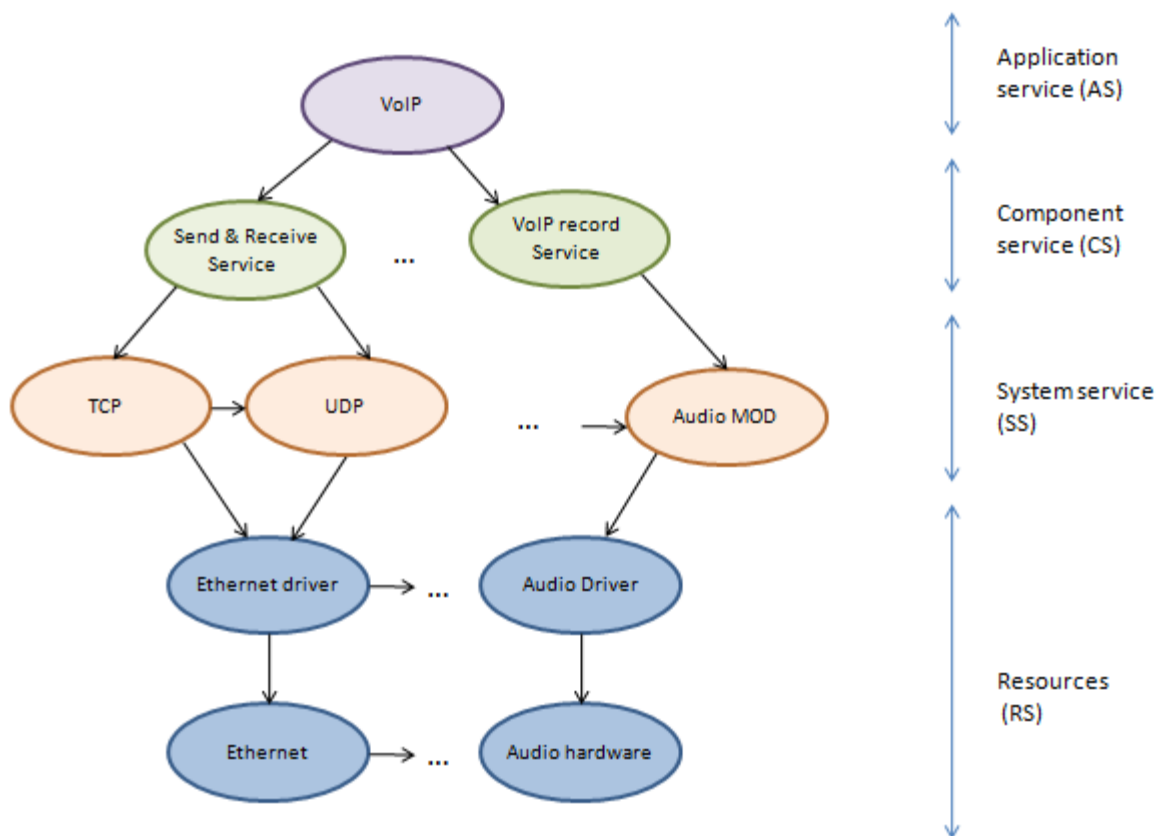 VoIP
Application
service (AS)
Send & Receive
Service
...
VoIP record
Service
Component
service (CS)
TCP
UDP
...
Audio MOD
System service
(SS)
Ethernet driver
...
Audio Driver
Ethernet
...
Audio hardware
Resources
(RS)